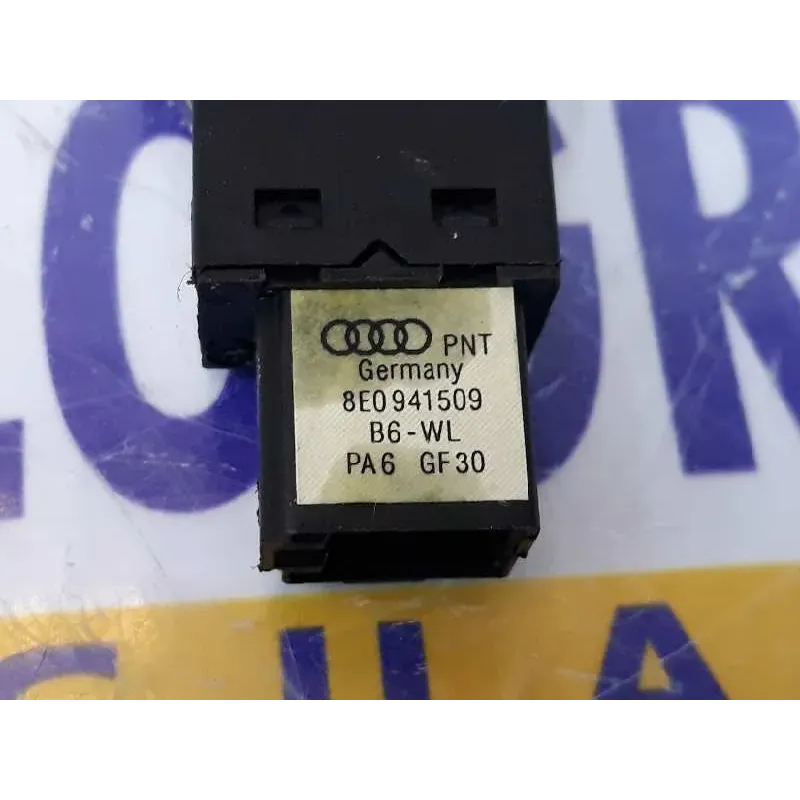 PNT
Germany
8E0 941509
B6-WL
PA6 GF30